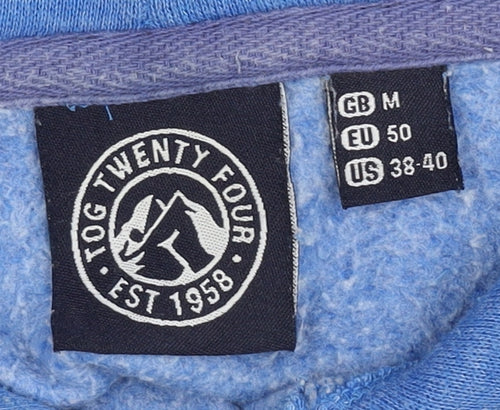 TOG TWENTY FOUR
EST 1958
GB M
EU 50
US 38-40